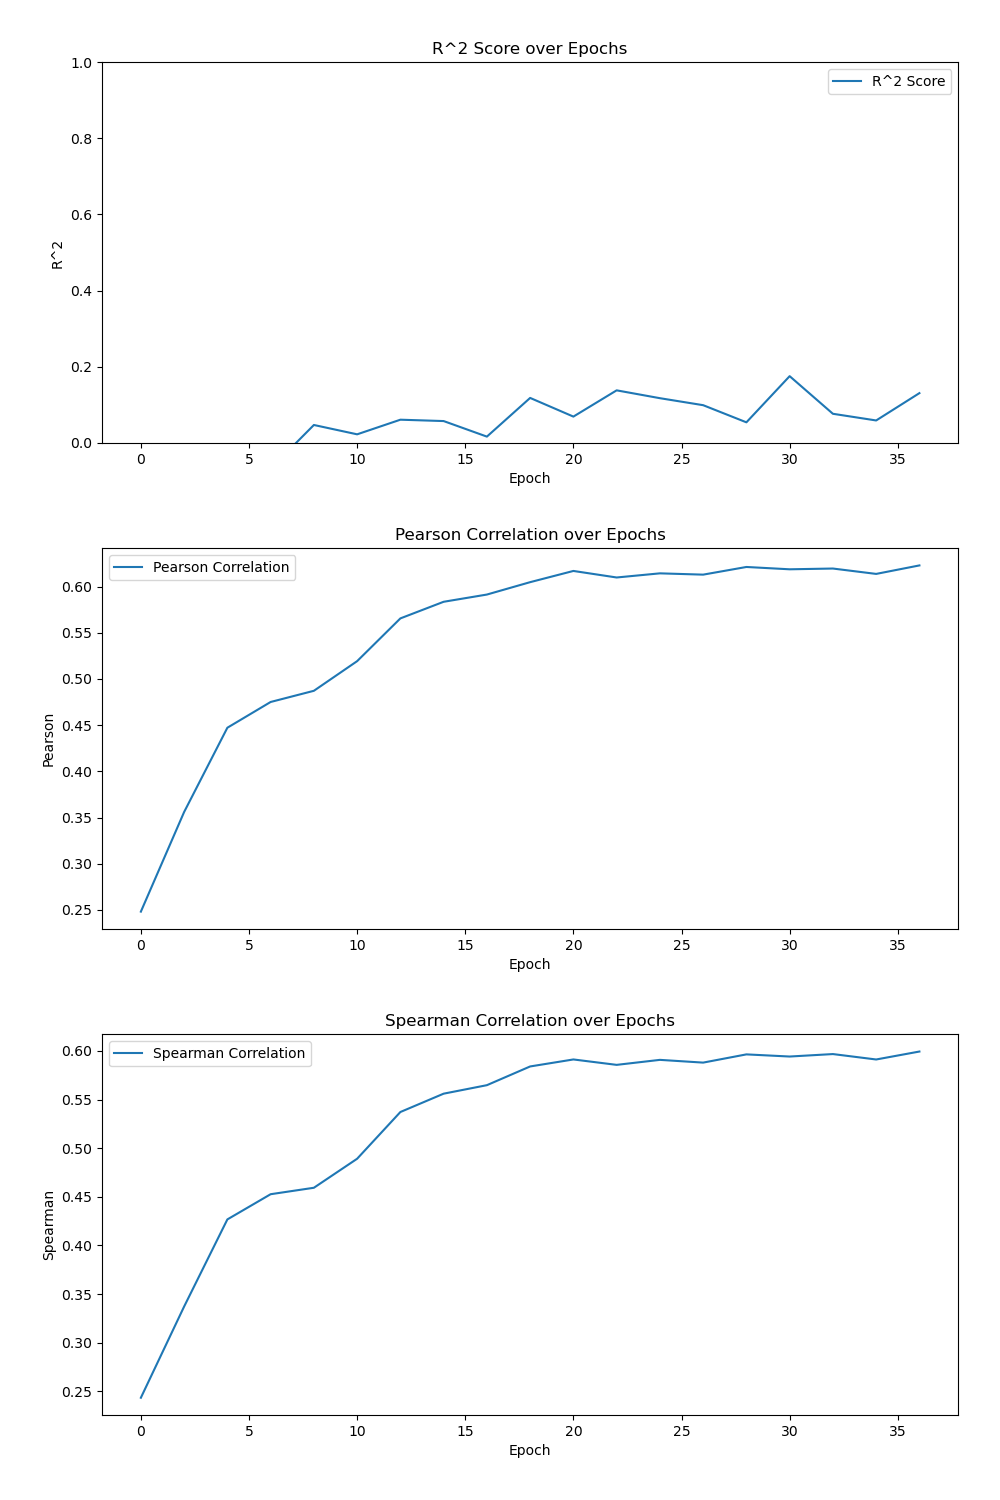 R^2 Score over Epochs
1.0
R^2 Score
0.8
0.6
R^2
0.4
0.2
0.0
0 5 10 15 20 25 30 35
Epoch
Pearson Correlation over Epochs
Pearson Correlation
0.60
0.55
0.50
0.45
Pearson
0.40
0.35
0.30
0.25
0 5 10 15 20 25 30 35
Epoch
Spearman Correlation over Epochs
Spearman Correlation
0.60
0.55
0.50
0.45
Spearman
0.40
0.35
0.30
0.25
0 5 10 15 20 25 30 35
Epoch